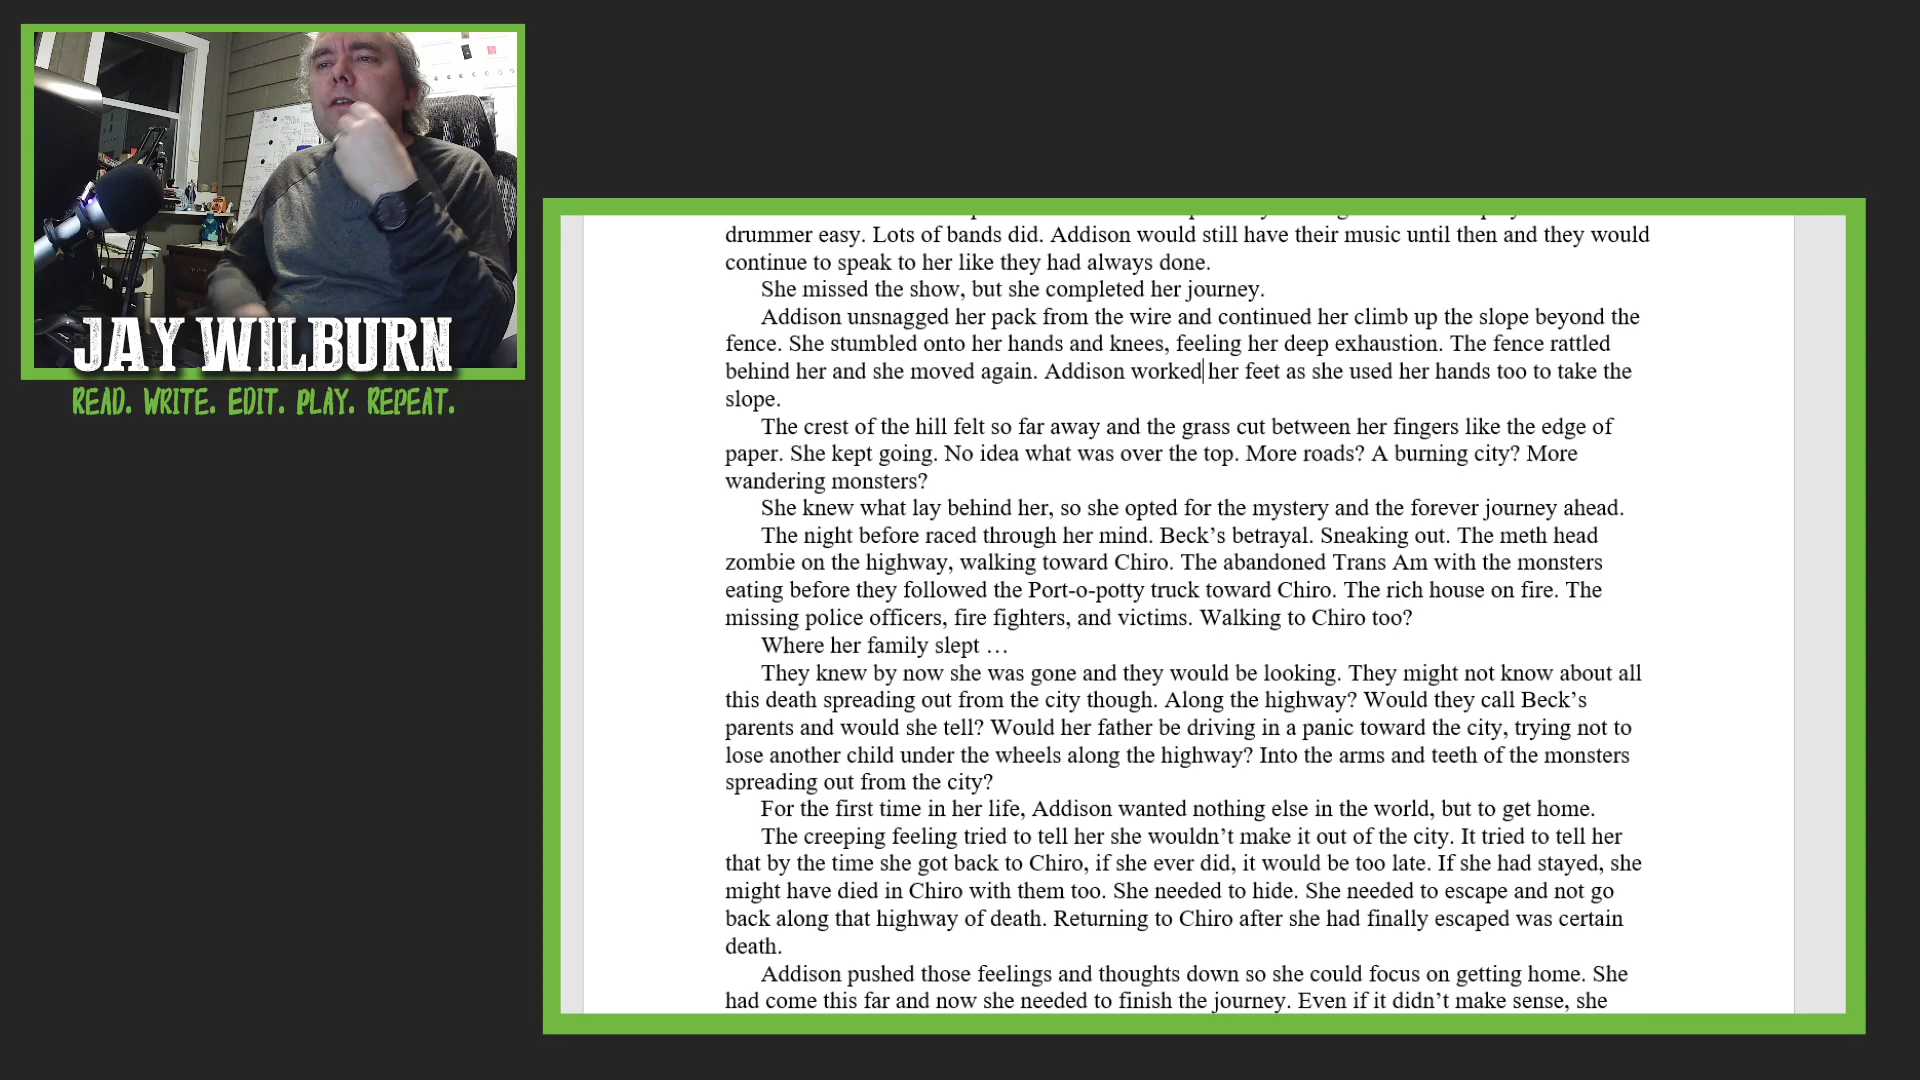 JAY WILBURN
READ. WRITE. EDIT. PLAY. REPEAT.
drummer easy. Lots of bands did. Addison would still have their music until then and they would
continue to speak to her like they had always done.
She missed the show, but she completed her journey.
Addison unsnagged her pack from the wire and continued her climb up the slope beyond the
fence. She stumbled onto her hands and knees, feeling her deep exhaustion. The fence rattled
behind her and she moved again. Addison worked her feet as she used her hands too to take the
slope.
The crest of the hill felt so far away and the grass cut between her fingers like the edge of
paper. She kept going. No idea what was over the top. More roads? A burning city? More
wandering monsters?
She knew what lay behind her, so she opted for the mystery and the forever journey ahead.
The night before raced through her mind. Beck’s betrayal. Sneaking out. The meth head
zombie on the highway, walking toward Chiro. The abandoned Trans Am with the monsters
eating before they followed the Port-o-potty truck toward Chiro. The rich house on fire. The
missing police officers, fire fighters, and victims. Walking to Chiro too?
Where her family slept …
They knew by now she was gone and they would be looking. They might not know about all
this death spreading out from the city though. Along the highway? Would they call Beck’s
parents and would she tell? Would her father be driving in a panic toward the city, trying not to
lose another child under the wheels along the highway? Into the arms and teeth of the monsters
spreading out from the city?
For the first time in her life, Addison wanted nothing else in the world, but to get home.
The creeping feeling tried to tell her she wouldn’t make it out of the city. It tried to tell her
that by the time she got back to Chiro, if she ever did, it would be too late. If she had stayed, she
might have died in Chiro with them too. She needed to hide. She needed to escape and not go
back along that highway of death. Returning to Chiro after she had finally escaped was certain
death.
Addison pushed those feelings and thoughts down so she could focus on getting home. She
had come this far and now she needed to finish the journey. Even if it didn’t make sense, she